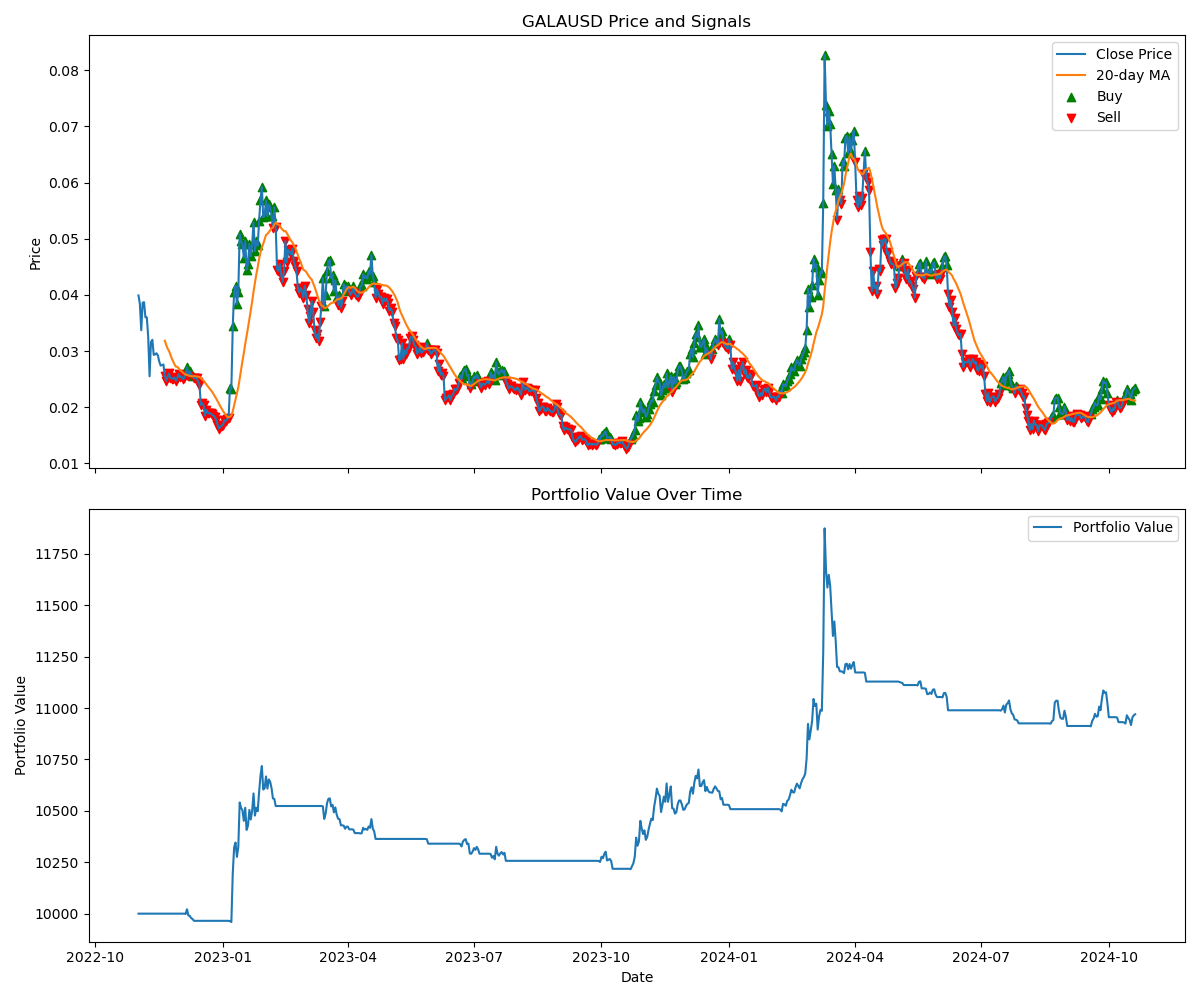 GALAUSD Price and Signals
Price
0.08
0.07
0.06
0.05
0.04
0.03
0.02
0.01
Close Price
20-day MA
Buy
Sell
Portfolio Value Over Time
Portfolio Value
11750
11500
11250
11000
10750
10500
10250
10000
Portfolio Value
2022-10 2023-01 2023-04 2023-07 2023-10 2024-01 2024-04 2024-07 2024-10
Date